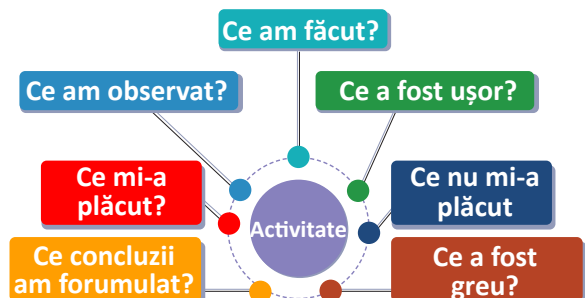 Ce am făcut?
Ce am observat?
Ce a fost ușor?
Ce mi-a
plăcut?
Ce nu mi-a
plăcut
Activitate
Ce concluzii
am forumulat?
Ce a fost
greu?